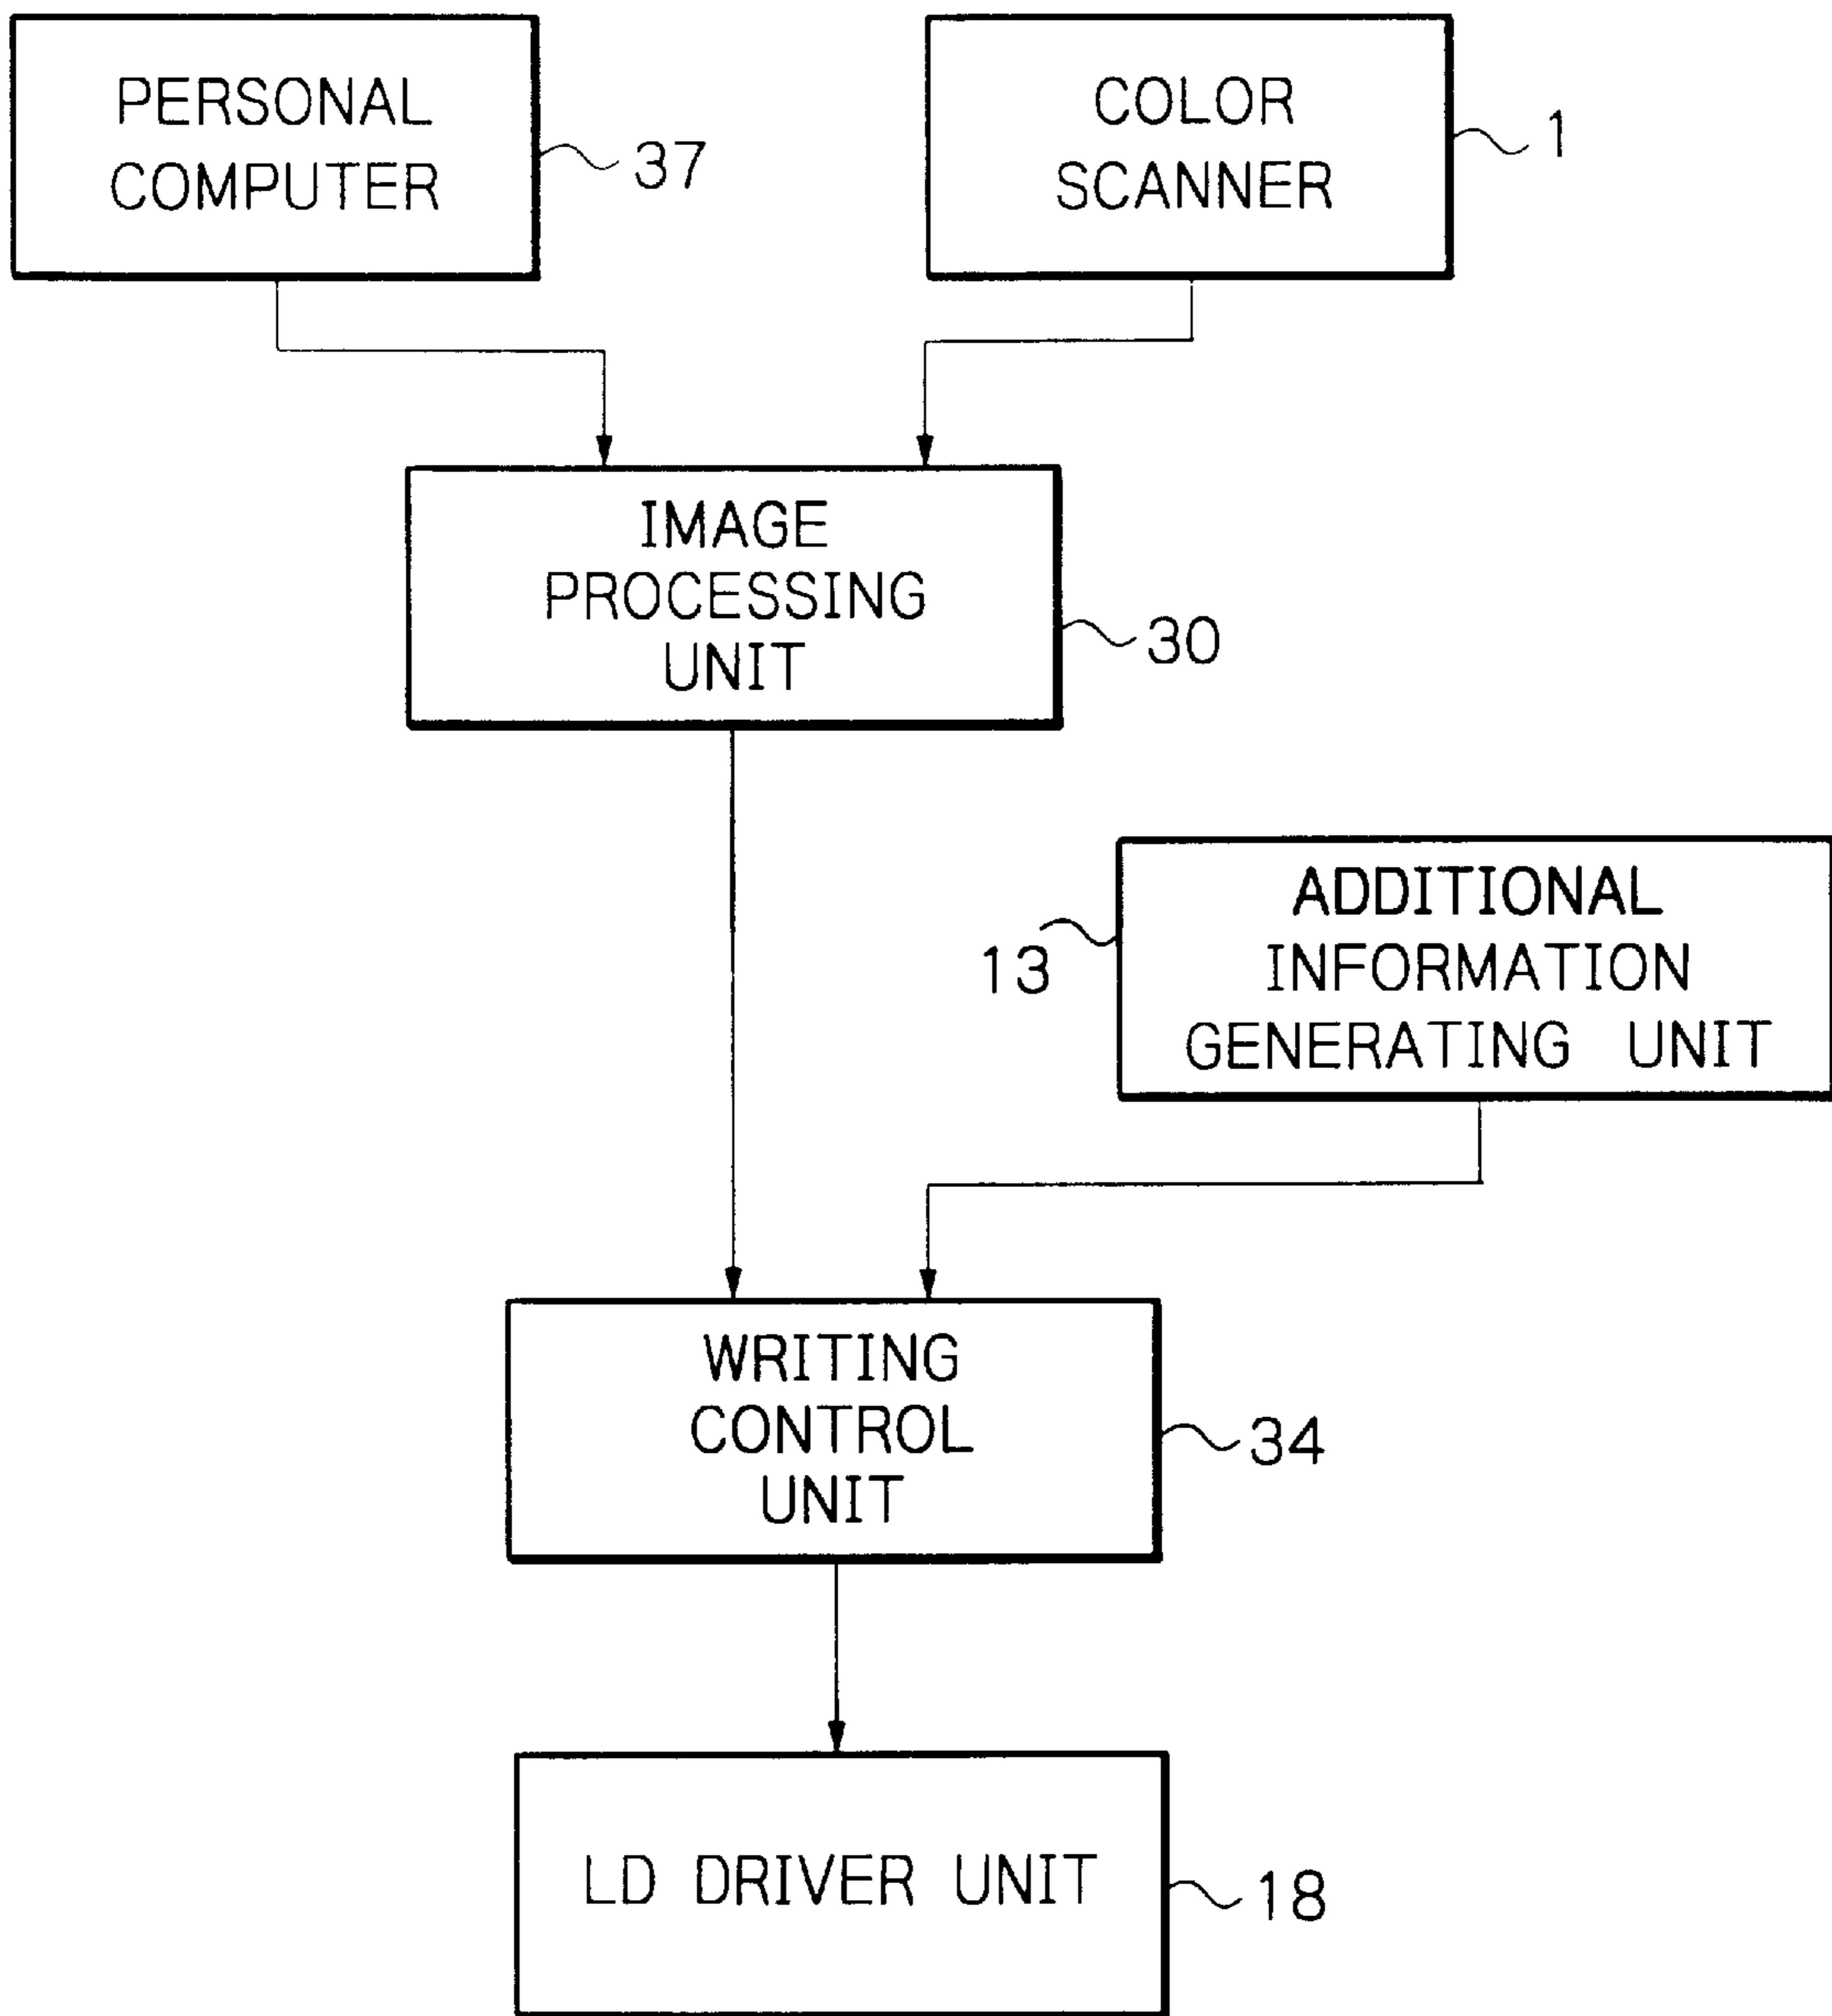 PERSONAL
COMPUTER
37
COLOR
SCANNER
1
IMAGE
PROCESSING
UNIT
30
ADDITIONAL
INFORMATION
GENERATING UNIT
13
WRITING
CONTROL
UNIT
34
LD DRIVER UNIT
18